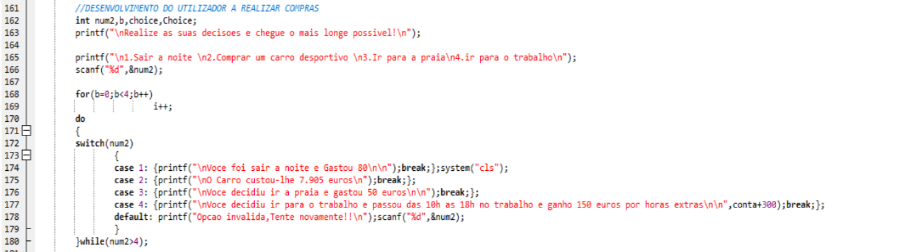 161 //DESENVOLVIMENTO DO UTILIZADOR A REALIZAR COMPRAS
162 int num2,b,choice,Choice;
163 printf("\nRealize as suas decisoes e chegue o mais longe possivel!\n");
164
165 printf("\n1.Sair a noite \n2.Comprar um carro desportivo \n3.Ir para a praia\n4.ir para o trabalho\n");
166 scanf("%d",&num2);
167
168 for(b=0;b<4;b++)
169 i++;
170 do
171 {
172 switch(num2)
173 {
174 case 1: {printf("\nVoce foi sair a noite e Gastou 80\n\n");break;};system("cls");
175 case 2: {printf("\nO Carro custou-lhe 7.905 euros\n");break;};
176 case 3: {printf("\nVoce decidiu ir a praia e gastou 50 euros\n\n");break;};
177 case 4: {printf("\nVoce decidiu ir para o trabalho e passou das 10h as 18h no trabalho e ganho 150 euros por horas extras\n\n",conta+300);break;};
178 default: printf("Opcao invalida,Tente novamente!!\n");scanf("%d",&num2);
179 }
180 }while(num2>4);